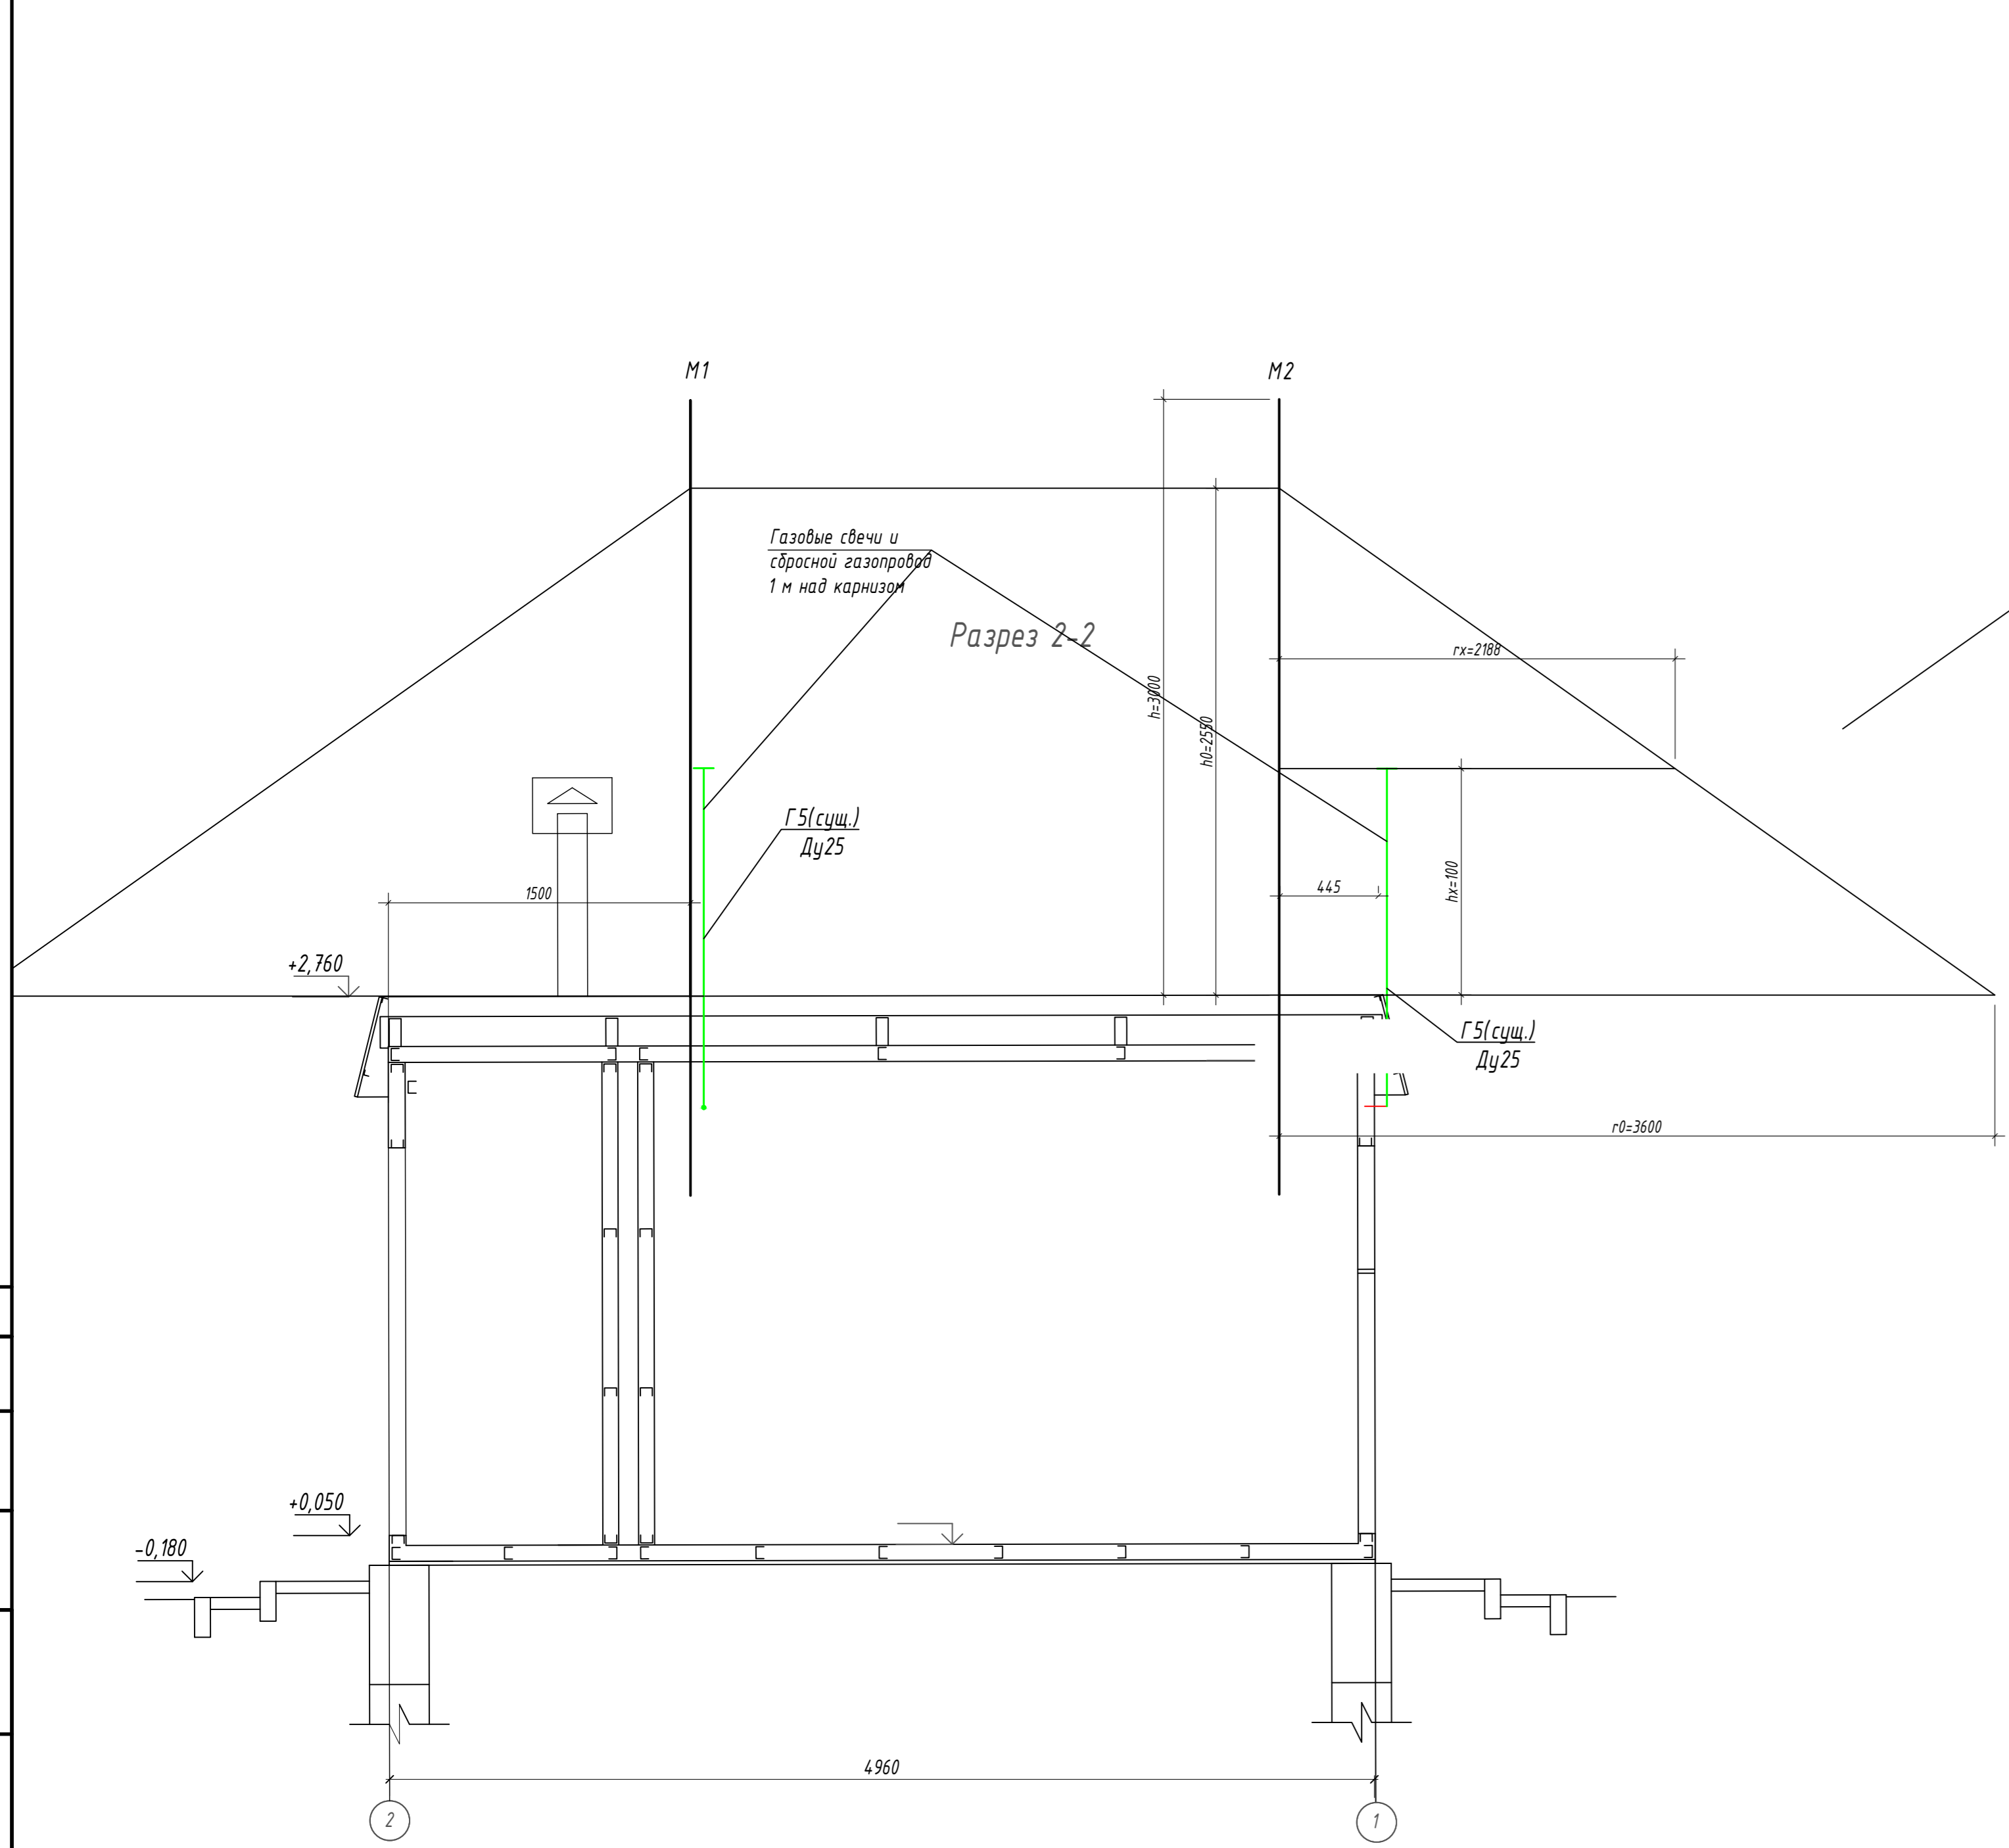 М1
М2
Газовые свечи и
сбросной газопровод
1 м над карнизом
Разрез 2-2
rx=2188
h=3000
h0=2550
Г5(сущ.)
Ду25
1500
445
hx=100
+2,760
Г5(сущ.)
Ду25
r0=3600
+0,050
-0,180
4960
2
1